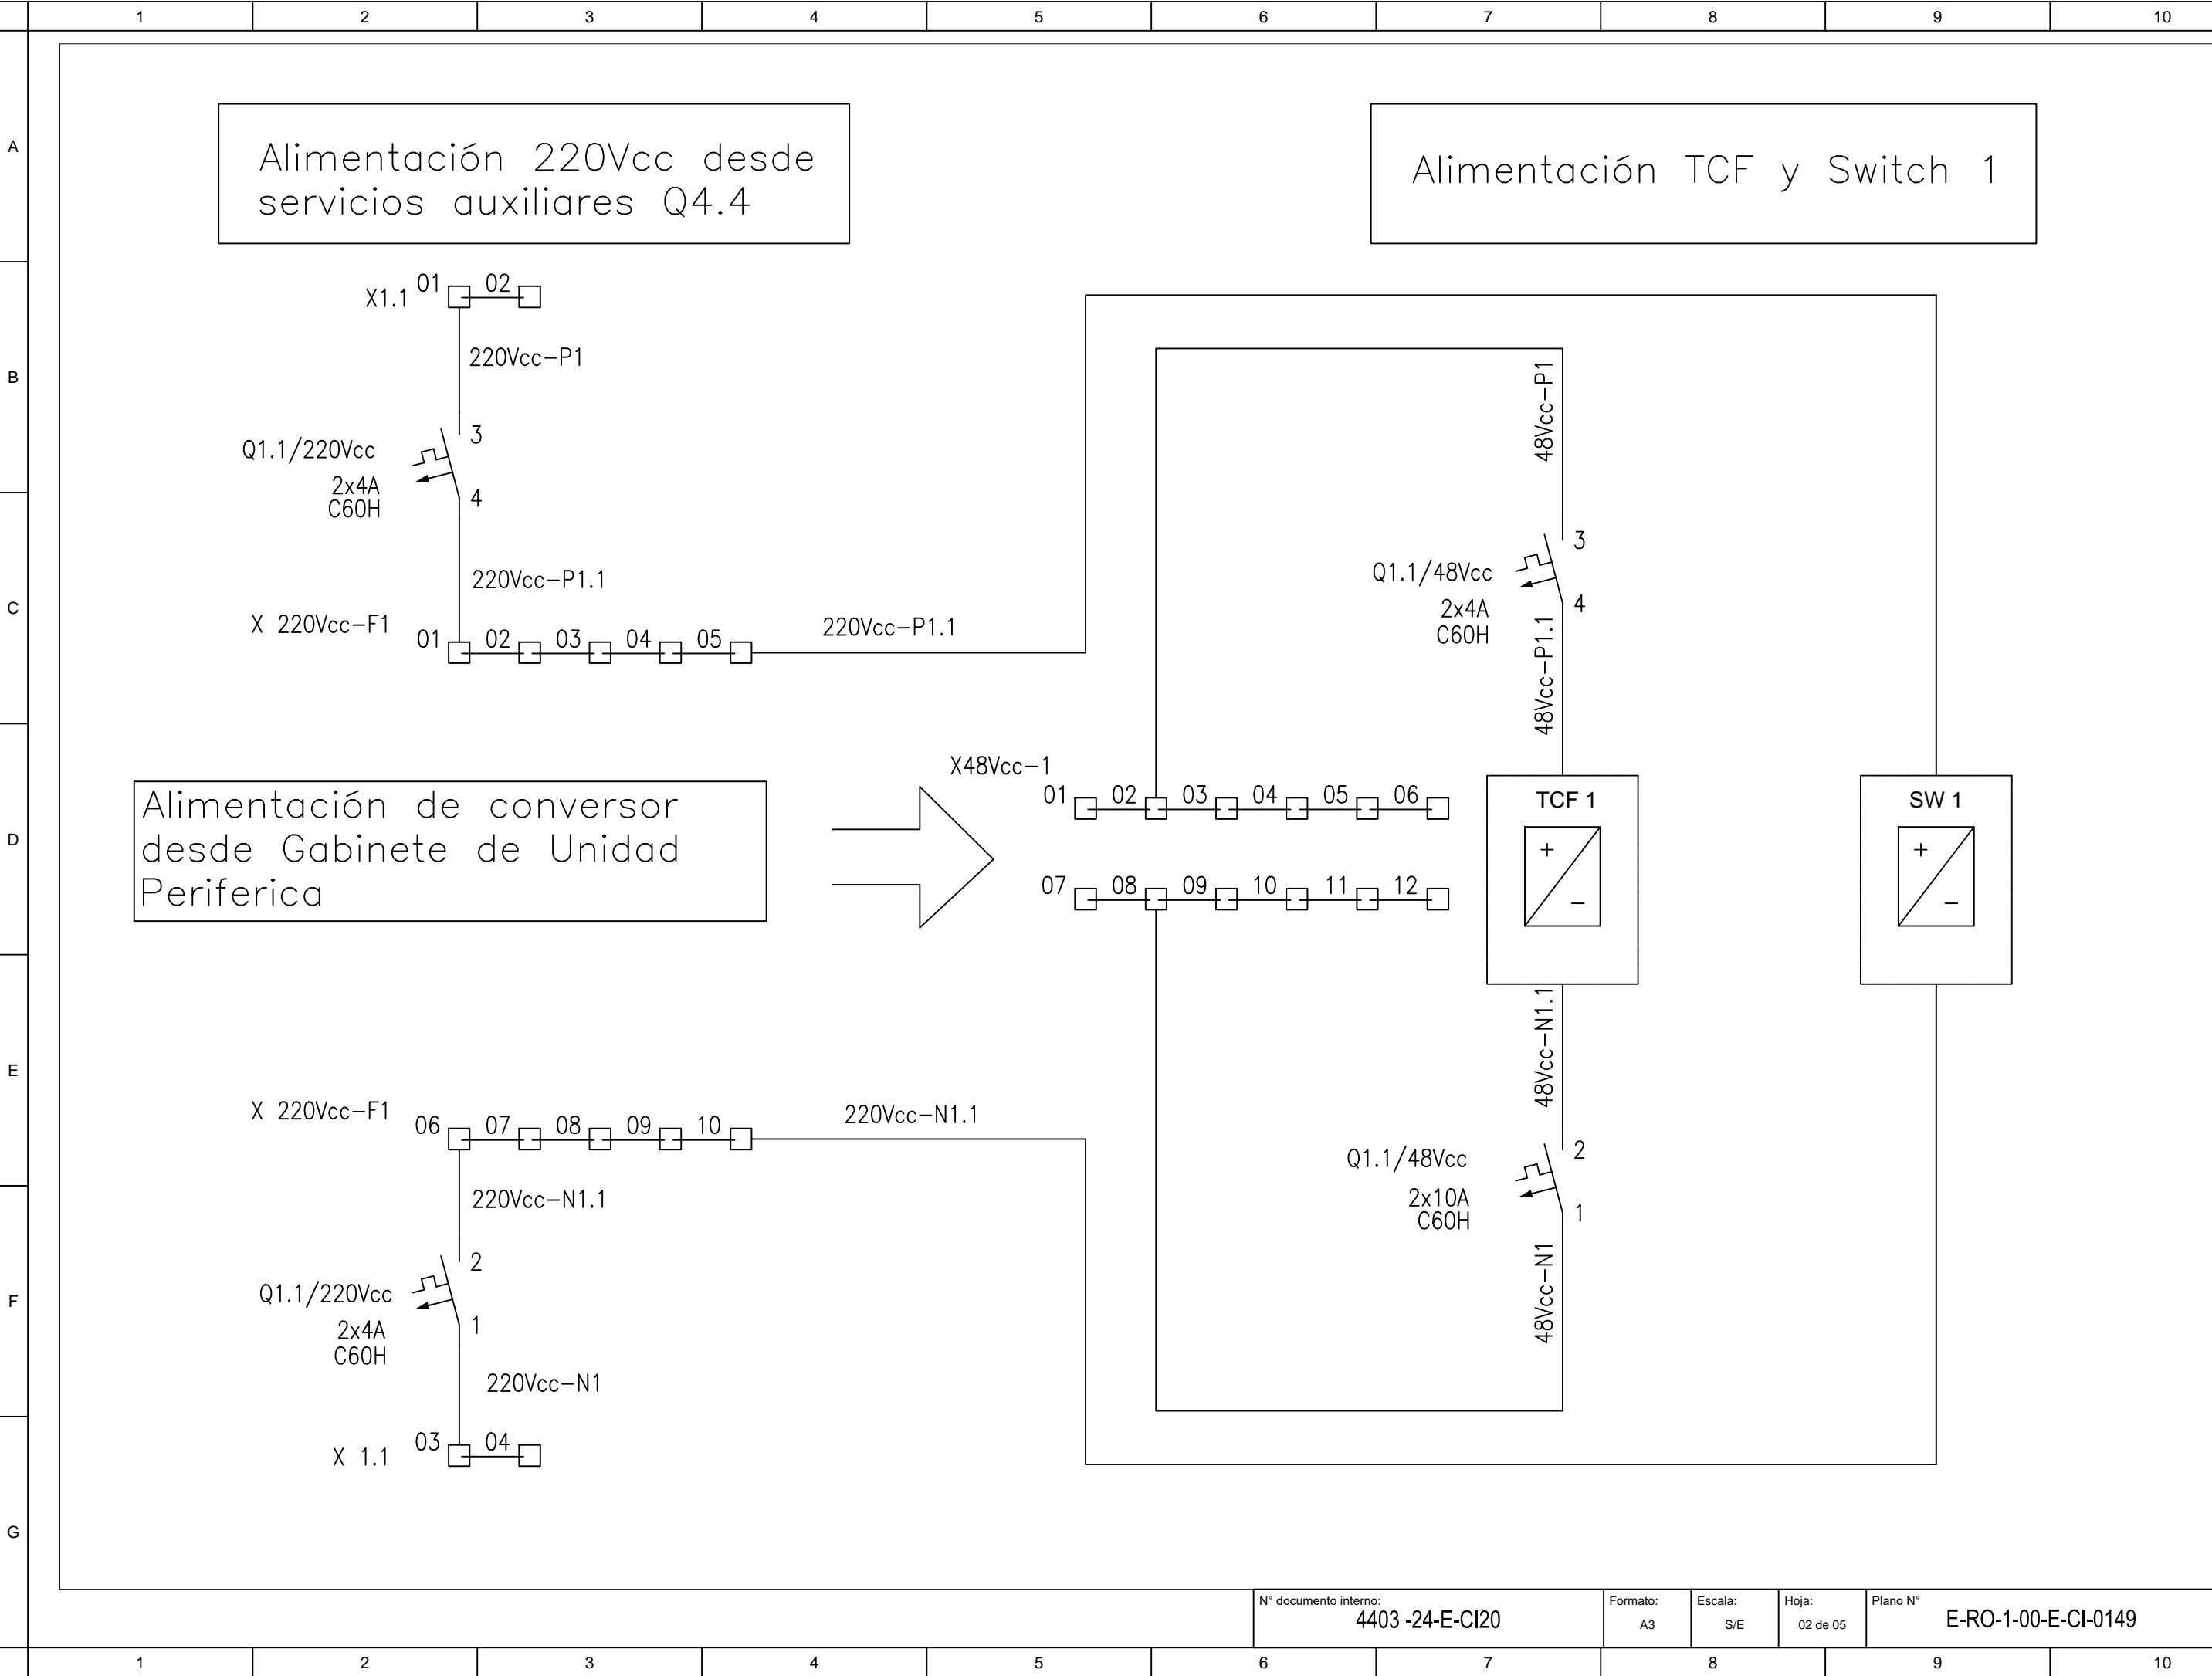 1 2 3 4 5 6 7 8 9 10
A
Alimentación 220Vcc desde
servicios auxiliares Q4.4
Alimentación TCF y Switch 1
X1.1 01 02
220Vcc-P1
B
48Vcc-P1
3
Q1.1/220Vcc
2x4A
C60H
4
3
Q1.1/48Vcc
2x4A
C60H
4
220Vcc-P1.1
C
X 220Vcc-F1 01 02 03 04 05
220Vcc-P1.1
48Vcc-P1.1
X48Vcc-1
01 02 03 04 05 06
Alimentación de conversor
desde Gabinete de Unidad
Periferica
D
TCF 1
+
-
SW 1
+
-
07 08 09 10 11 12
48Vcc-N1.1
E
X 220Vcc-F1 06 07 08 09 10
220Vcc-N1.1
2
Q1.1/48Vcc
2x10A
C60H
1
220Vcc-N1.1
2
Q1.1/220Vcc
2x4A
C60H
1
F
48Vcc-N1
220Vcc-N1
X 1.1 03 04
G
N° documento interno:
4403 -24-E-CI20
Formato:
A3
Escala:
S/E
Hoja:
02 de 05
Plano N°
E-RO-1-00-E-CI-0149
1 2 3 4 5 6 7 8 9 10